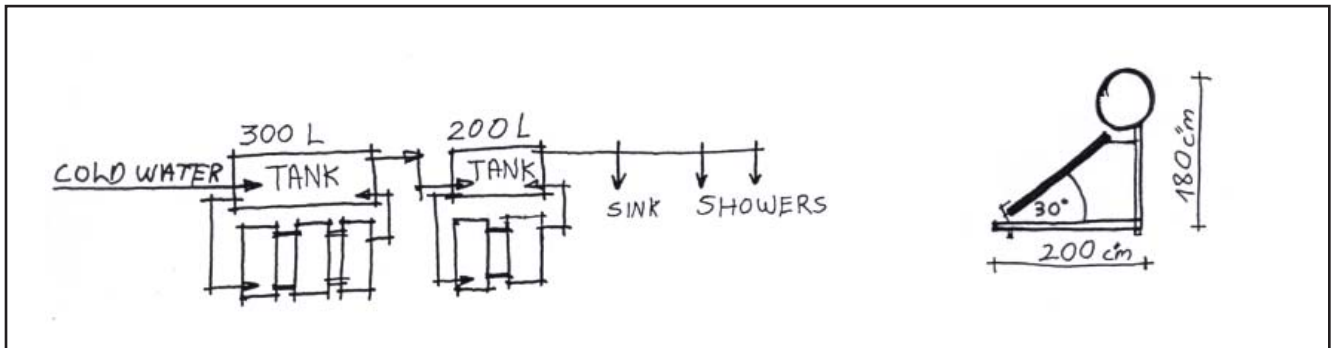 300 L
200 L
COLD WATER
TANK
TANK
SINK
SHOWERS
30°
180 cm
200 cm